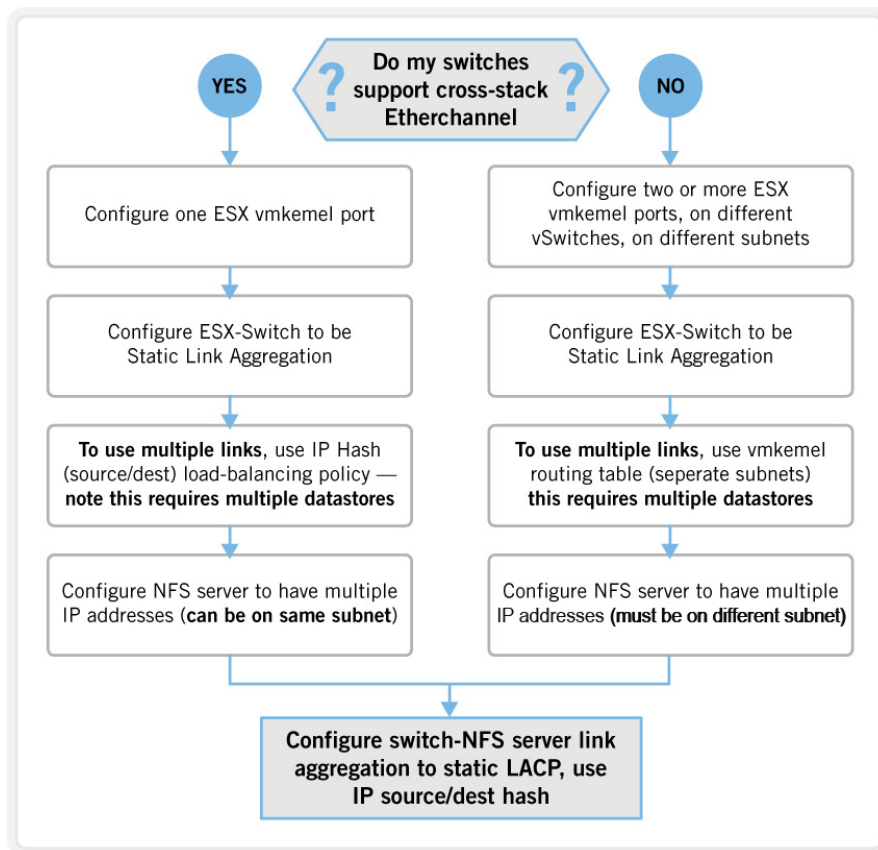 YES
? Do my switches ?
support cross-stack
Etherchannel
NO
Configure one ESX vmkemel port
Configure ESX-Switch to be
Static Link Aggregation
To use multiple links, use IP Hash
(source/dest) load-balancing policy —
note this requires multiple datastores
Configure NFS server to have multiple
IP addresses (can be on same subnet)
Configure two or more ESX
vmkemel ports, on different
vSwitches, on different subnets
Configure ESX-Switch to be
Static Link Aggregation
To use multiple links, use vmkemel
routing table (seperate subnets)
this requires multiple datastores
Configure NFS server to have multiple
IP addresses (must be on different subnet)
Configure switch-NFS server link
aggregation to static LACP, use
IP source/dest hash